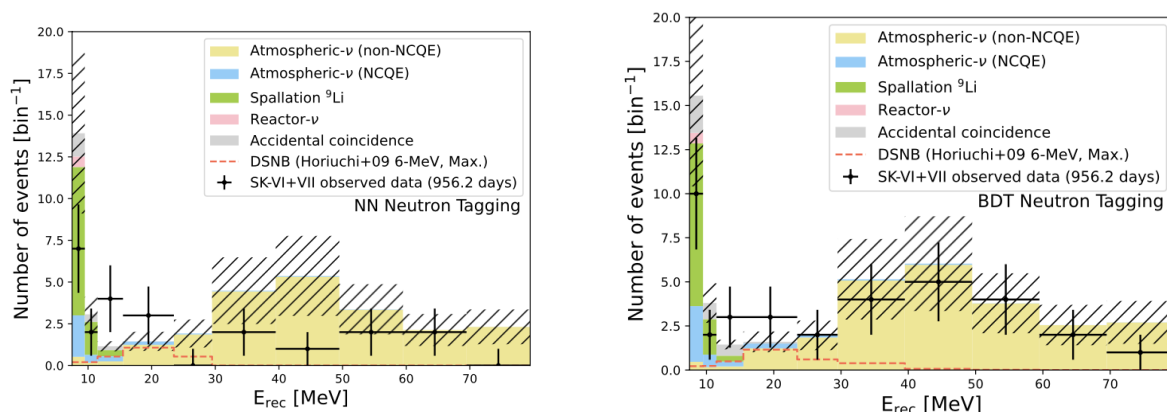 20.0
17.5
15.0
12.5
10.0
7.5
5.0
2.5
0.0
Number of events [bin⁻¹]
Atmospheric-ν (non-NCQE)
Atmospheric-ν (NCQE)
Spallation ⁹Li
Reactor-ν
Accidental coincidence
DSNB (Horiuchi+09 6-MeV, Max.)
SK-VI+VII observed data (956.2 days)
NN Neutron Tagging
10 20 30 40 50 60 70
E_rec [MeV]
20.0
17.5
15.0
12.5
10.0
7.5
5.0
2.5
0.0
Number of events [bin⁻¹]
Atmospheric-ν (non-NCQE)
Atmospheric-ν (NCQE)
Spallation ⁹Li
Reactor-ν
Accidental coincidence
DSNB (Horiuchi+09 6-MeV, Max.)
SK-VI+VII observed data (956.2 days)
BDT Neutron Tagging
10 20 30 40 50 60 70
E_rec [MeV]